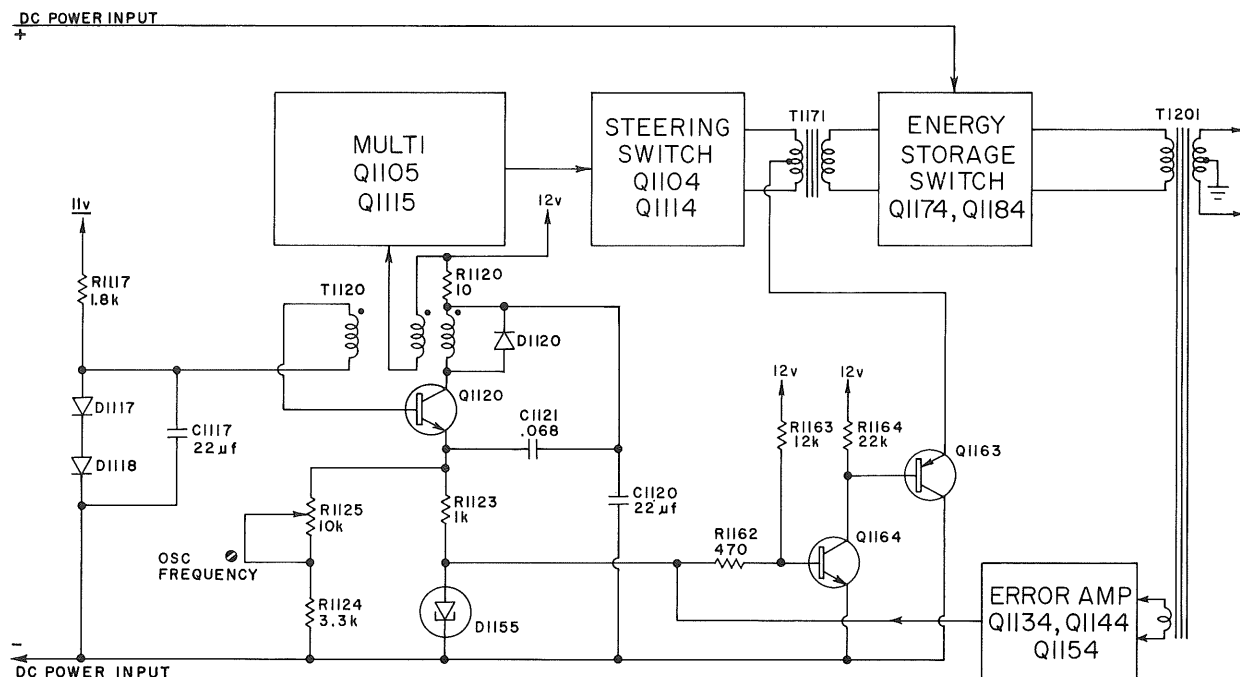 DC POWER INPUT
+
MULTI
Q1105
Q1115
STEERING
SWITCH
Q1104
Q1114
T1171
ENERGY
STORAGE
SWITCH
Q1174, Q1184
T1201
11v
12v
R1117
1.8k
T1120
R1120
10
D1120
D1117
C1117
22µf
D1118
Q1120
C1121
.068
12v
12v
R1163
12k
R1164
22k
Q1163
R1125
10k
R1123
1k
C1120
22µf
OSC
FREQUENCY
R1162
470
Q1164
R1124
3.3k
D1155
ERROR AMP
Q1134, Q1144
Q1154
-
DC POWER INPUT